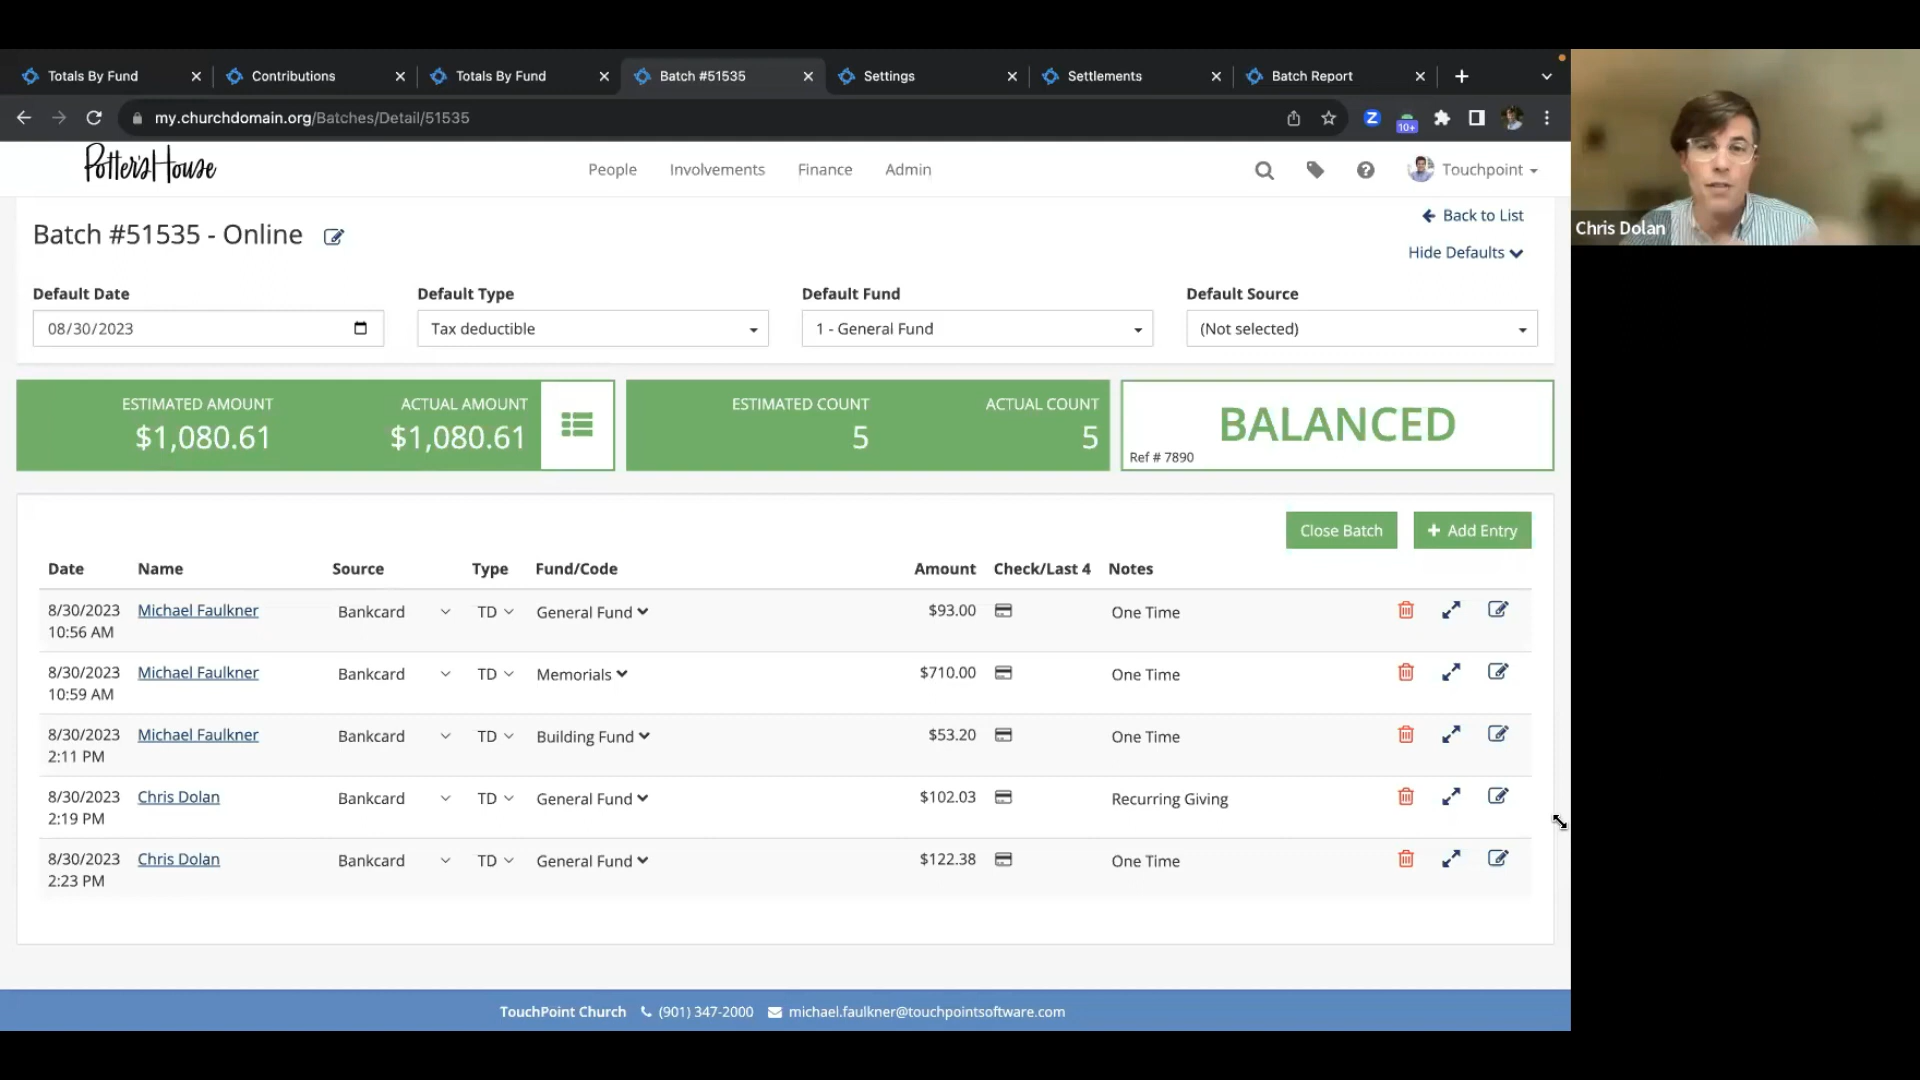 Totals By Fund
Contributions
Totals By Fund
Batch #51535
Settings
Settlements
Batch Report
my.churchdomain.org/Batches/Detail/51535
Z
10+
Potter's House
People
Involvements
Finance
Admin
Touchpoint
Chris Dolan
Batch #51535 - Online
Back to List
Hide Defaults
Default Date
Default Type
Default Fund
Default Source
08/30/2023
Tax deductible
1 - General Fund
(Not selected)
ESTIMATED AMOUNT
$1,080.61
ACTUAL AMOUNT
$1,080.61
ESTIMATED COUNT
5
ACTUAL COUNT
5
BALANCED
Ref # 7890
Close Batch
Add Entry
Date Name Source Type Fund/Code Amount Check/Last 4 Notes
8/30/2023 Michael Faulkner Bankcard TD General Fund $93.00 One Time
10:56 AM
8/30/2023 Michael Faulkner Bankcard TD Memorials $710.00 One Time
10:59 AM
8/30/2023 Michael Faulkner Bankcard TD Building Fund $53.20 One Time
2:11 PM
8/30/2023 Chris Dolan Bankcard TD General Fund $102.03 Recurring Giving
2:19 PM
8/30/2023 Chris Dolan Bankcard TD General Fund $122.38 One Time
2:23 PM
TouchPoint Church (901) 347-2000 michael.faulkner@touchpointsoftware.com